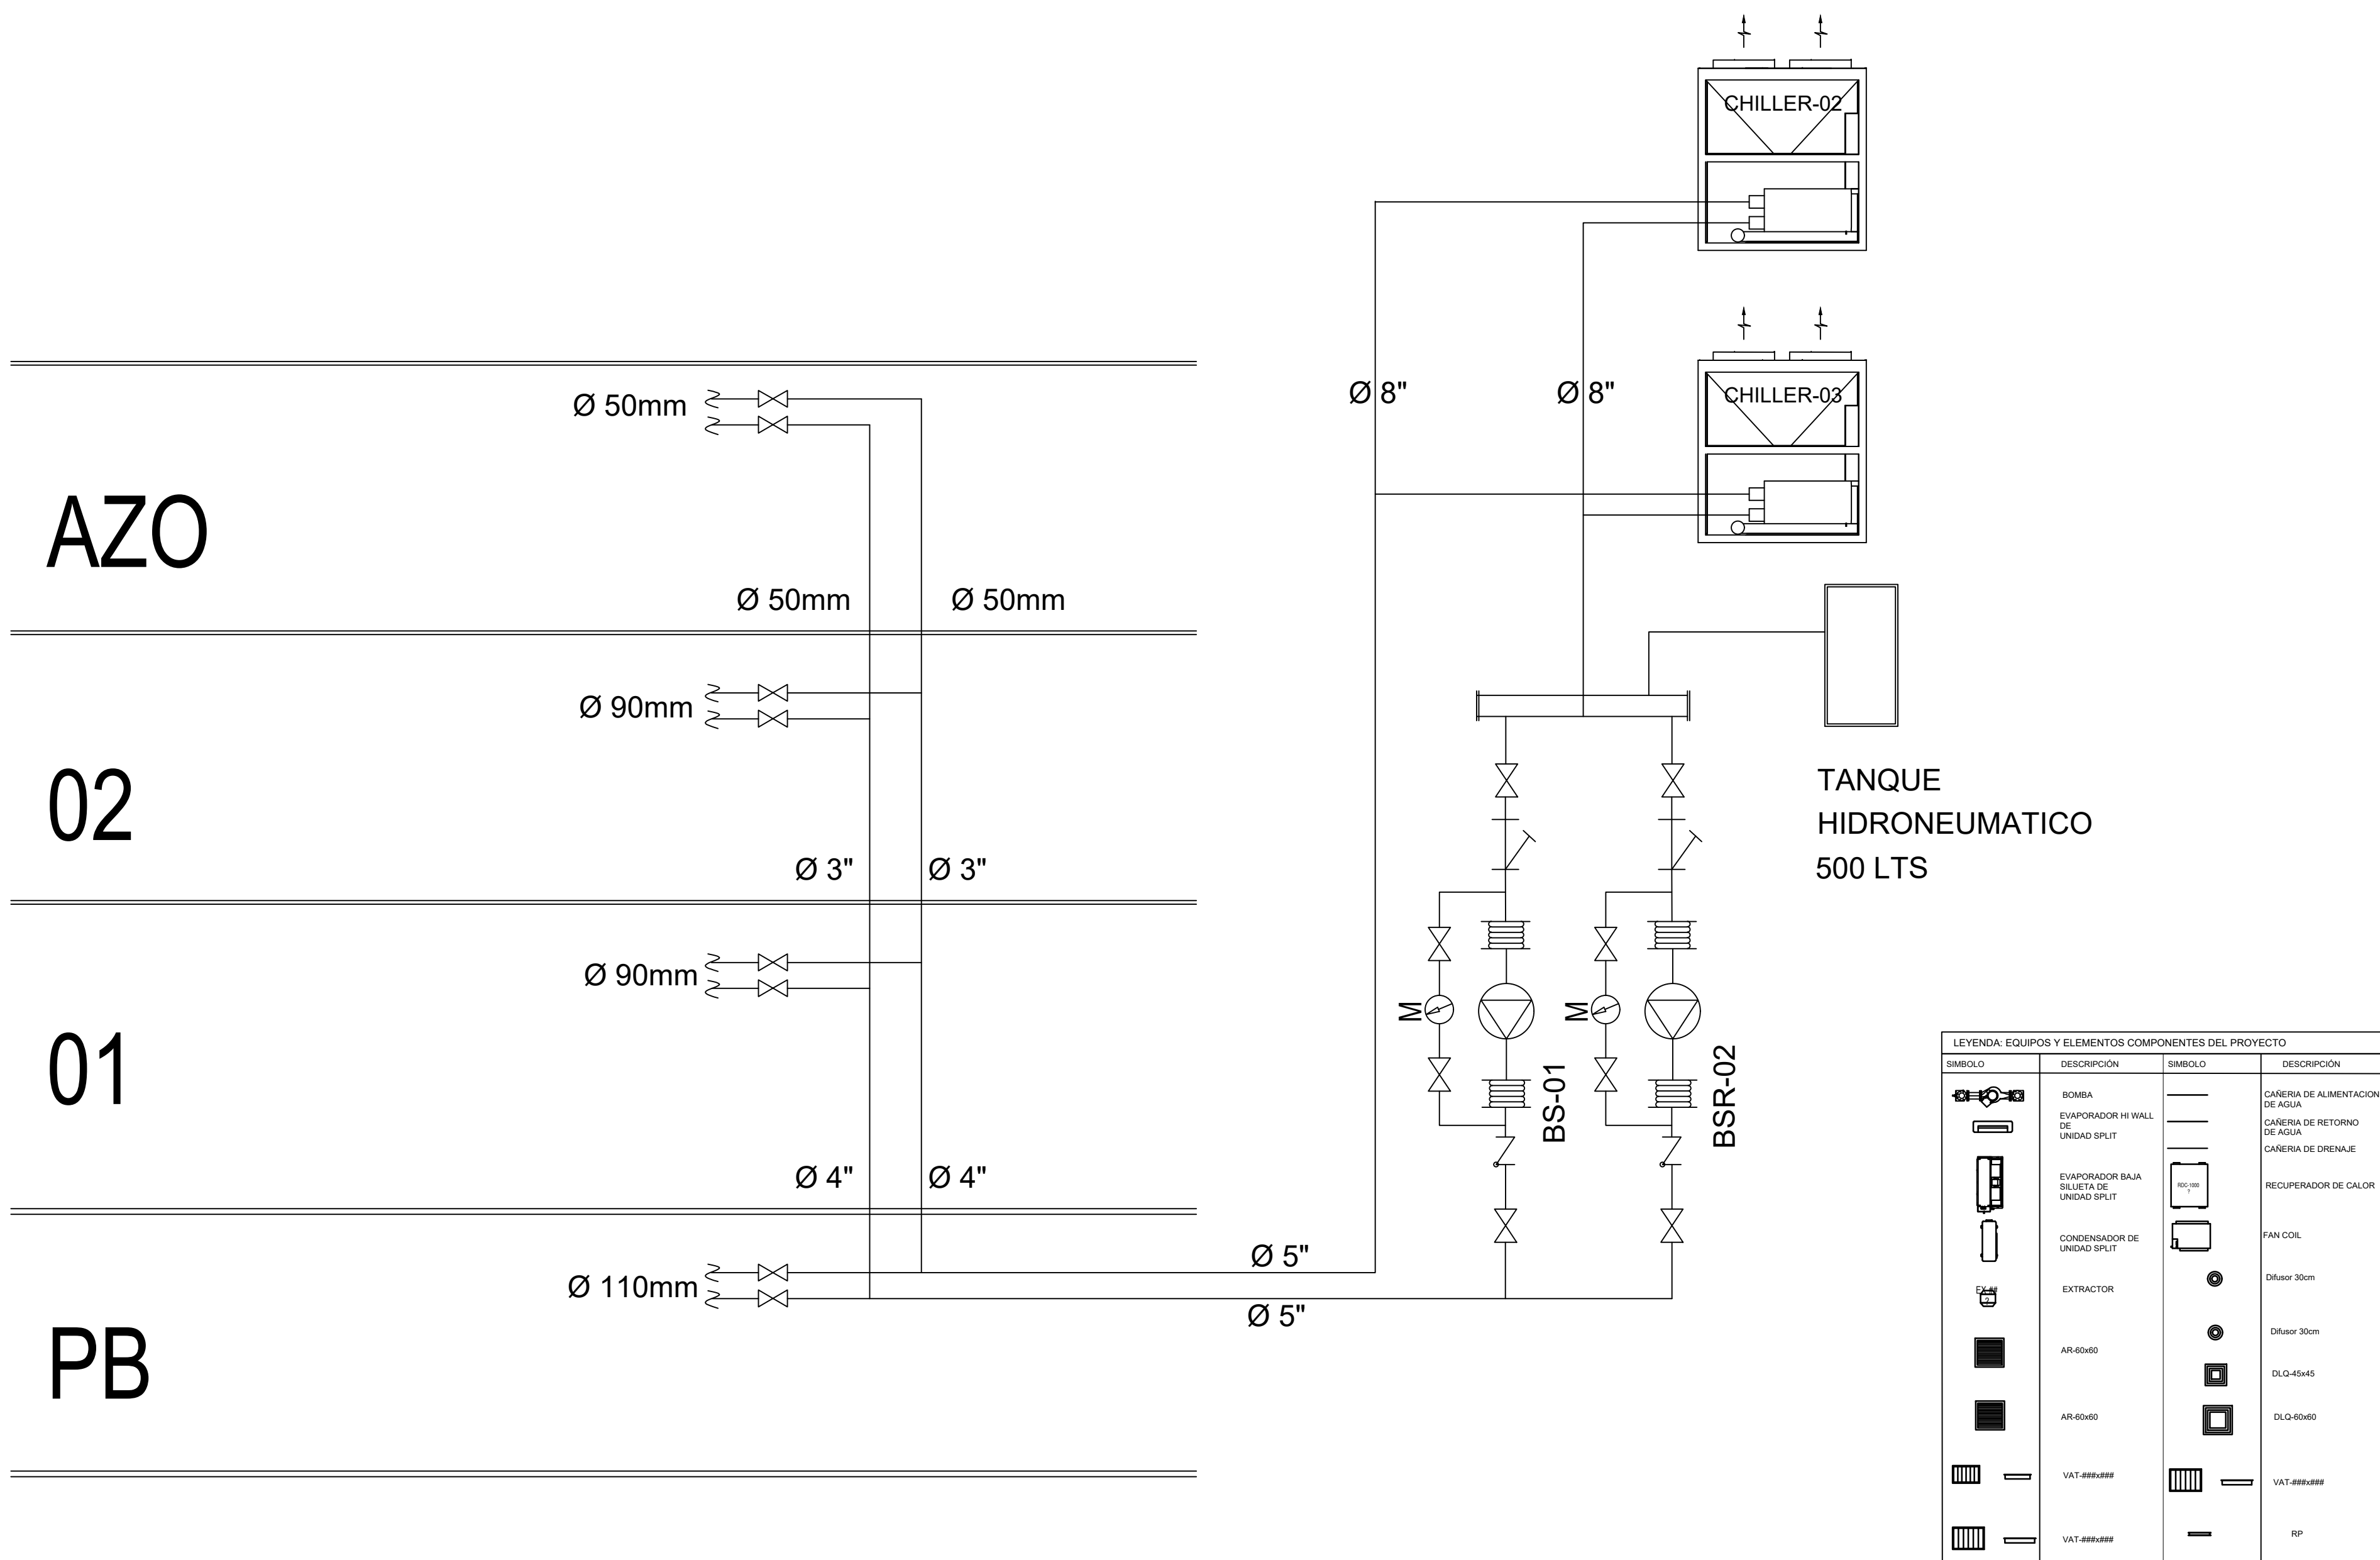 CHILLER-02
Ø 8"
Ø 8"
CHILLER-03
Ø 50mm
AZO
Ø 50mm
Ø 50mm
Ø 90mm
02
TANQUE
HIDRONEUMATICO
500 LTS
Ø 3"
Ø 3"
Ø 90mm
01
M
M
BS-01
BSR-02
Ø 4"
Ø 4"
Ø 5"
Ø 110mm
Ø 5"
PB
LEYENDA: EQUIPOS Y ELEMENTOS COMPONENTES DEL PROYECTO
SIMBOLO
DESCRIPCIÓN
SIMBOLO
DESCRIPCIÓN
BOMBA
CAÑERIA DE ALIMENTACION
DE AGUA
EVAPORADOR HI WALL
DE
UNIDAD SPLIT
CAÑERIA DE RETORNO
DE AGUA
CAÑERIA DE DRENAJE
EVAPORADOR BAJA
SILUETA DE
UNIDAD SPLIT
RDC-1000
?
RECUPERADOR DE CALOR
CONDENSADOR DE
UNIDAD SPLIT
FAN COIL
EX-##
?
EXTRACTOR
Difusor 30cm
Difusor 30cm
AR-60x60
DLQ-45x45
AR-60x60
DLQ-60x60
VAT-###x###
VAT-###x###
VAT-###x###
RP